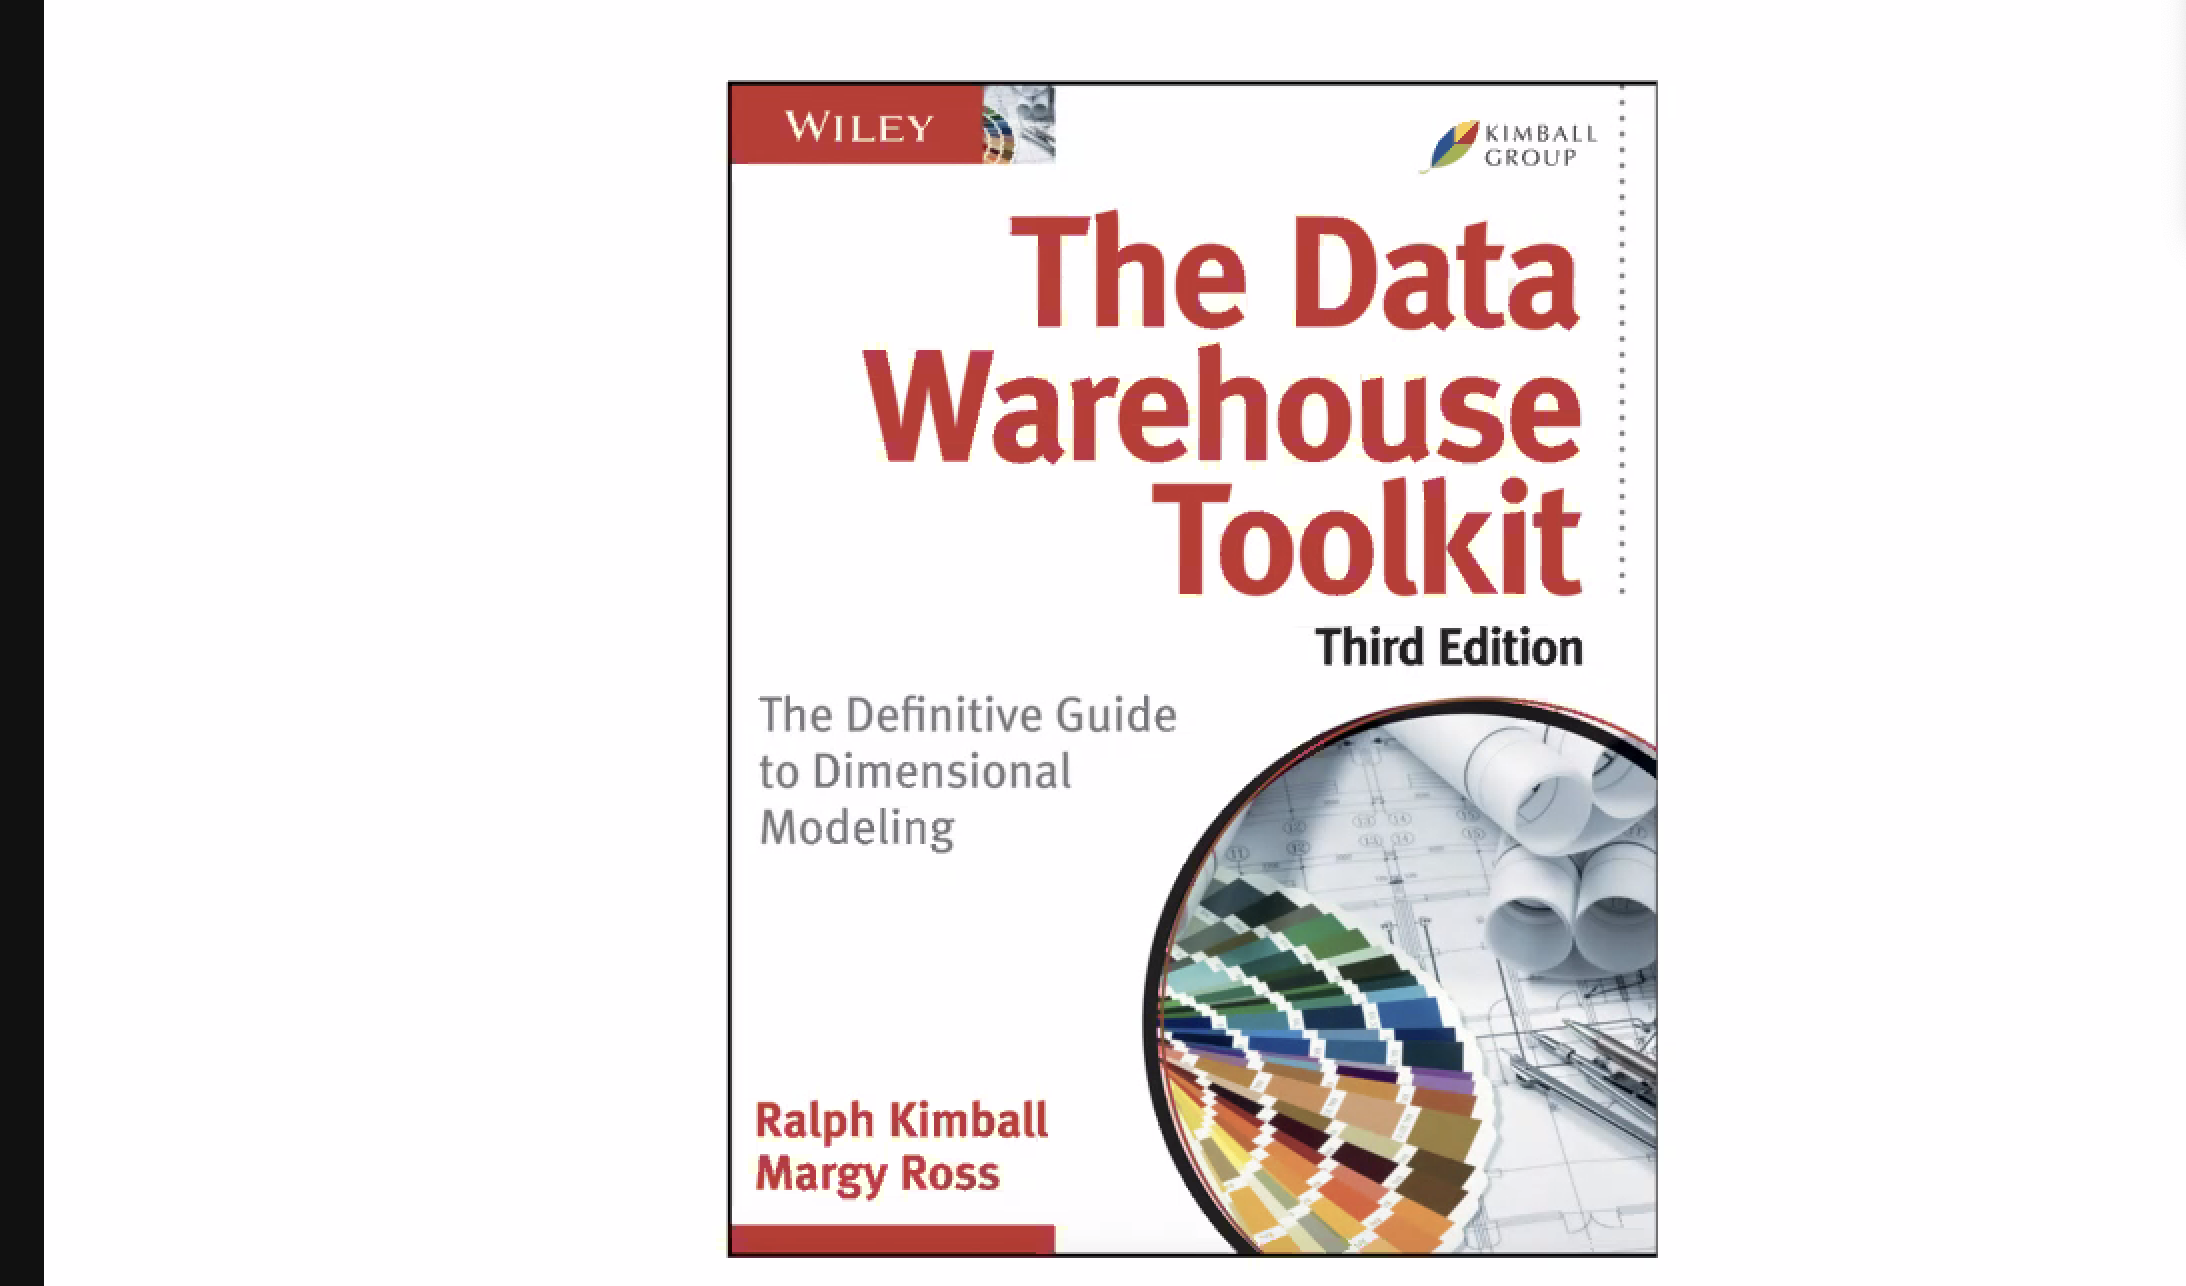 WILEY
KIMBALL
GROUP
The Data
Warehouse
Toolkit
Third Edition
The Definitive Guide
to Dimensional
Modeling
Ralph Kimball
Margy Ross